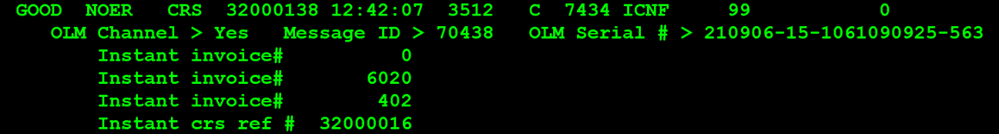 GOOD NOER CRS 32000138 12:42:07 3512 C 7434 ICNF 99 0
OLM Channel > Yes Message ID > 70438 OLM Serial # > 210906-15-1061090925-563
Instant invoice# 0
Instant invoice# 6020
Instant invoice# 402
Instant crs ref # 32000016